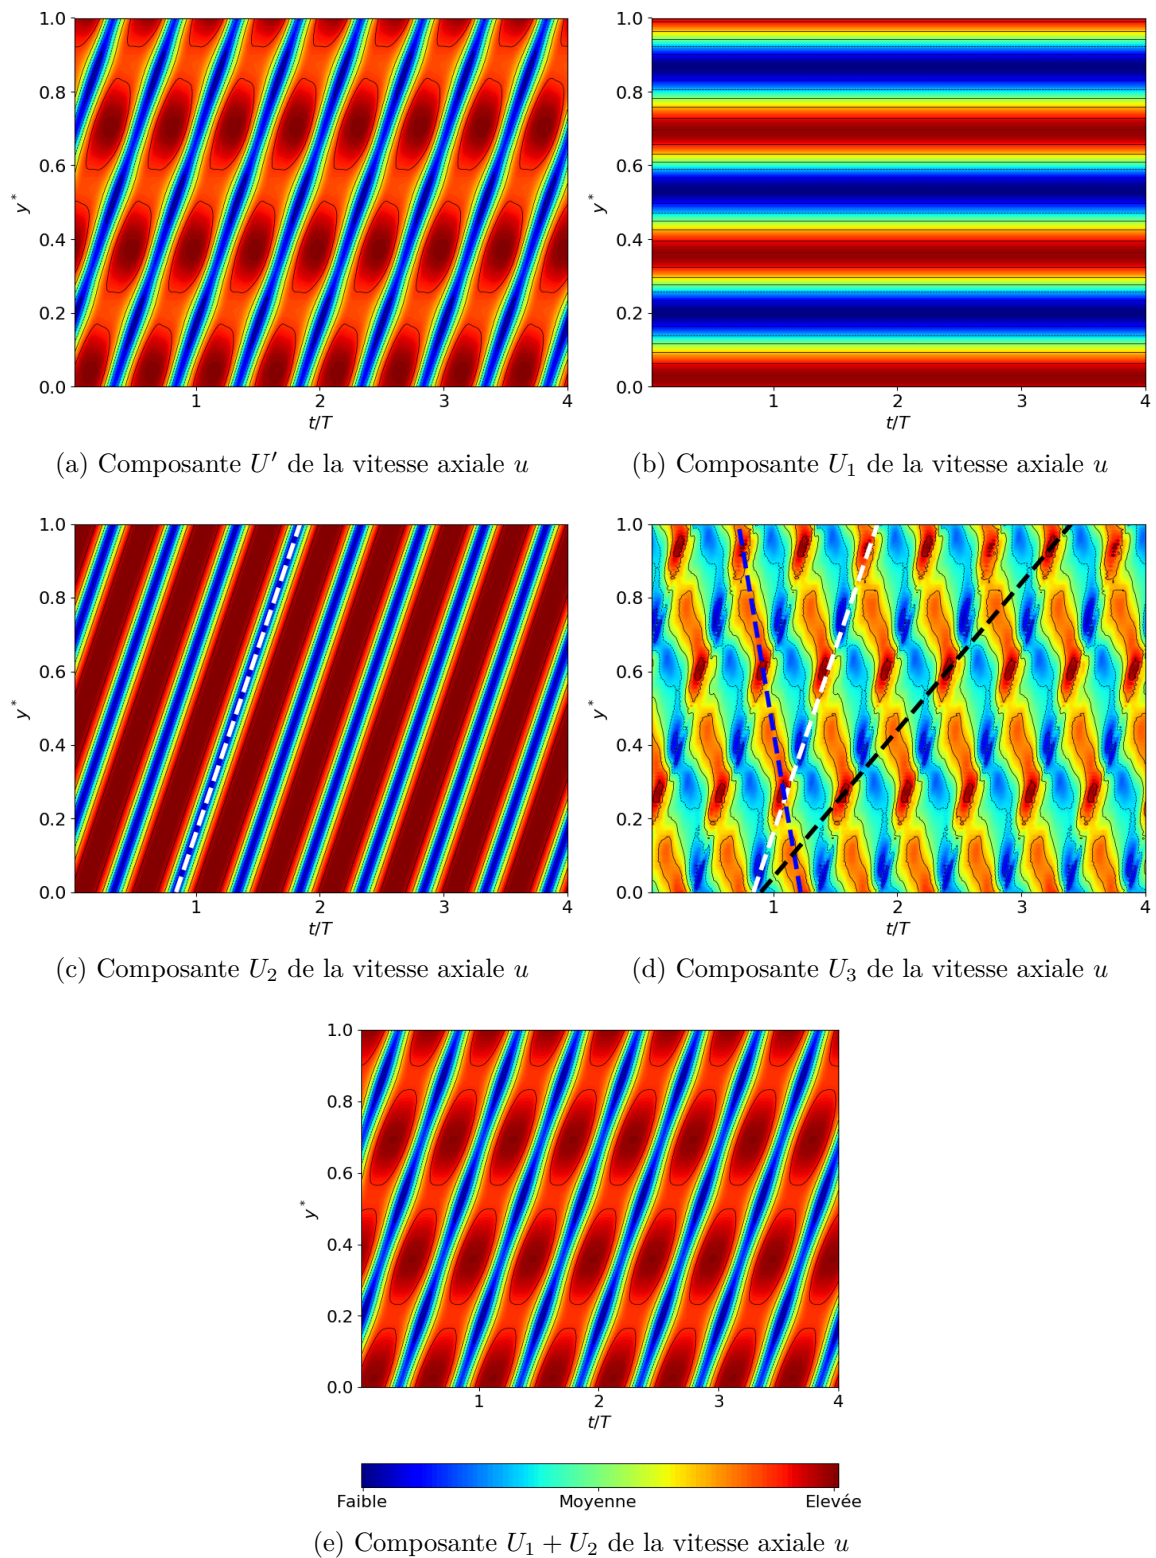 1.0
0.8
0.6
0.4
0.2
0.0
y*
1 2 3 4
t/T
1.0
0.8
0.6
0.4
0.2
0.0
y*
1 2 3 4
t/T
(a) Composante U′ de la vitesse axiale u
(b) Composante U₁ de la vitesse axiale u
1.0
0.8
0.6
0.4
0.2
0.0
y*
1 2 3 4
t/T
1.0
0.8
0.6
0.4
0.2
0.0
y*
1 2 3 4
t/T
(c) Composante U₂ de la vitesse axiale u
(d) Composante U₃ de la vitesse axiale u
1.0
0.8
0.6
0.4
0.2
0.0
y*
1 2 3 4
t/T
Faible Moyenne Elevée
(e) Composante U₁ + U₂ de la vitesse axiale u